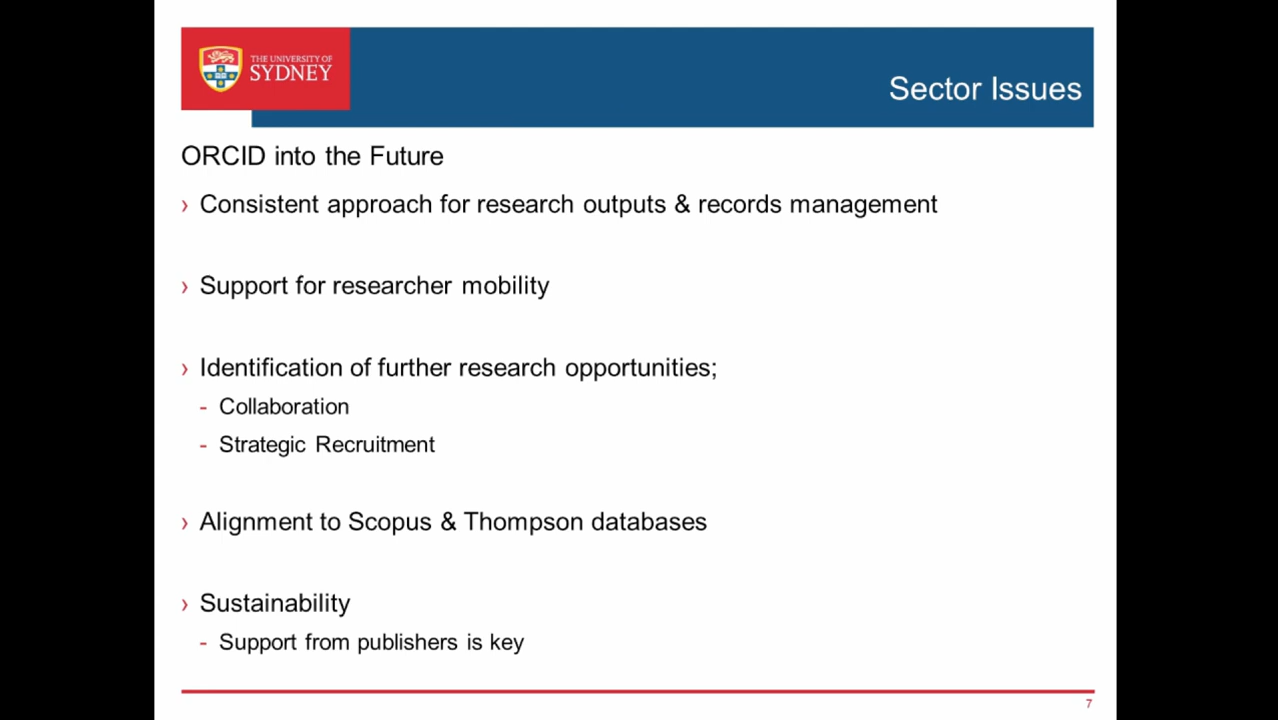 THE UNIVERSITY OF
SYDNEY
Sector Issues
ORCID into the Future
› Consistent approach for research outputs & records management
› Support for researcher mobility
› Identification of further research opportunities;
- Collaboration
- Strategic Recruitment
› Alignment to Scopus & Thompson databases
› Sustainability
- Support from publishers is key
7